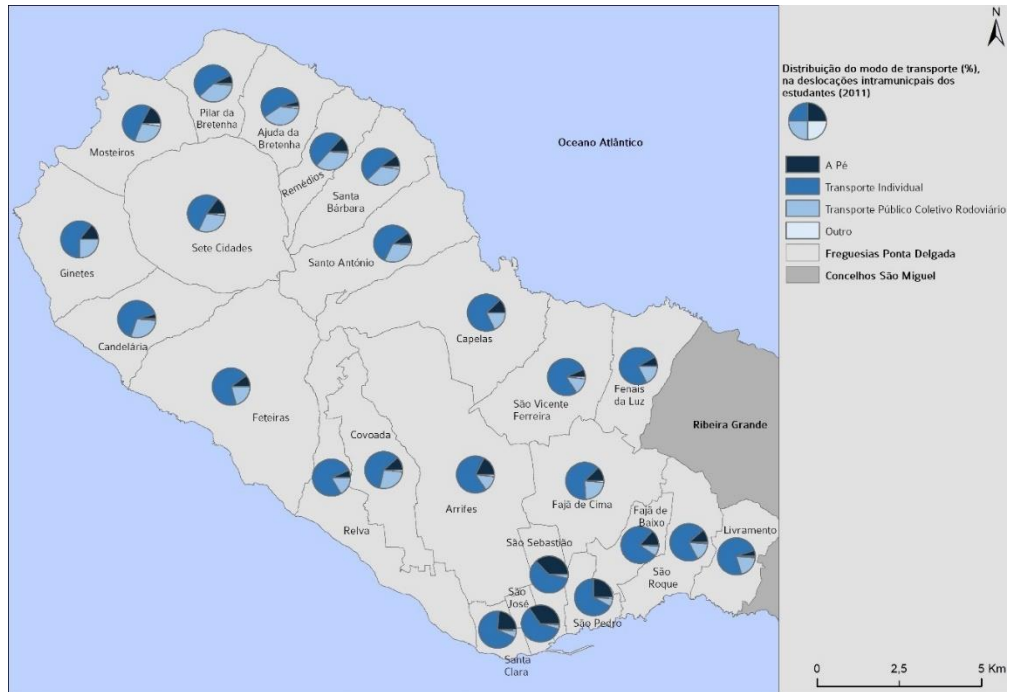 N
Distribuição do modo de transporte (%),
na deslocações intramunicpais dos
estudantes (2011)
A Pé
Transporte Individual
Transporte Público Coletivo Rodoviário
Outro
Freguesias Ponta Delgada
Concelhos São Miguel
Oceano Atlântico
Pilar da
Bretenha
Ajuda da
Bretenha
Mosteiros
Remédios
Santa
Bárbara
Sete Cidades
Santo António
Ginetes
Candelária
Capelas
Feteiras
São Vicente
Ferreira
Fenais
da Luz
Ribeira Grande
Covoada
Relva
Arrifes
Fajã de Cima
Fajã de
Baixo
Livramento
São Sebastião
São
Roque
São
José
São Pedro
Santa
Clara
0 2,5 5 Km